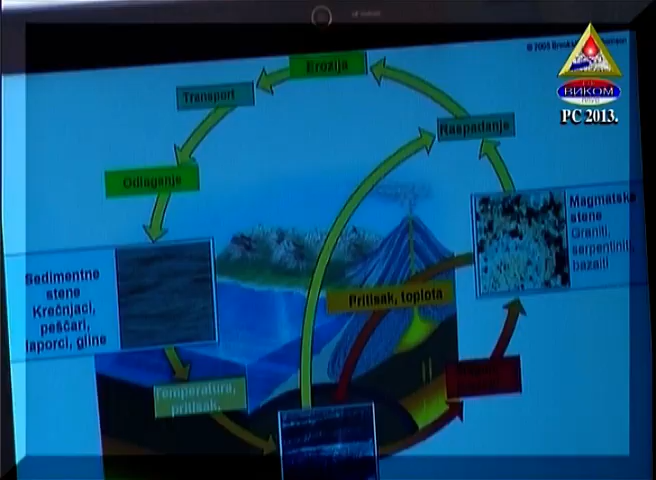 Erozija
Transport
Raspadanje
Odlaganje
ВИКОМ
PC 2013.
Magmatske
stene
Graniti,
serpentiniti,
bazalti
Sedimentne
stene
Krečnjaci,
peščari,
laporci, gline
Pritisak, toplota
Temperatura,
pritisak,